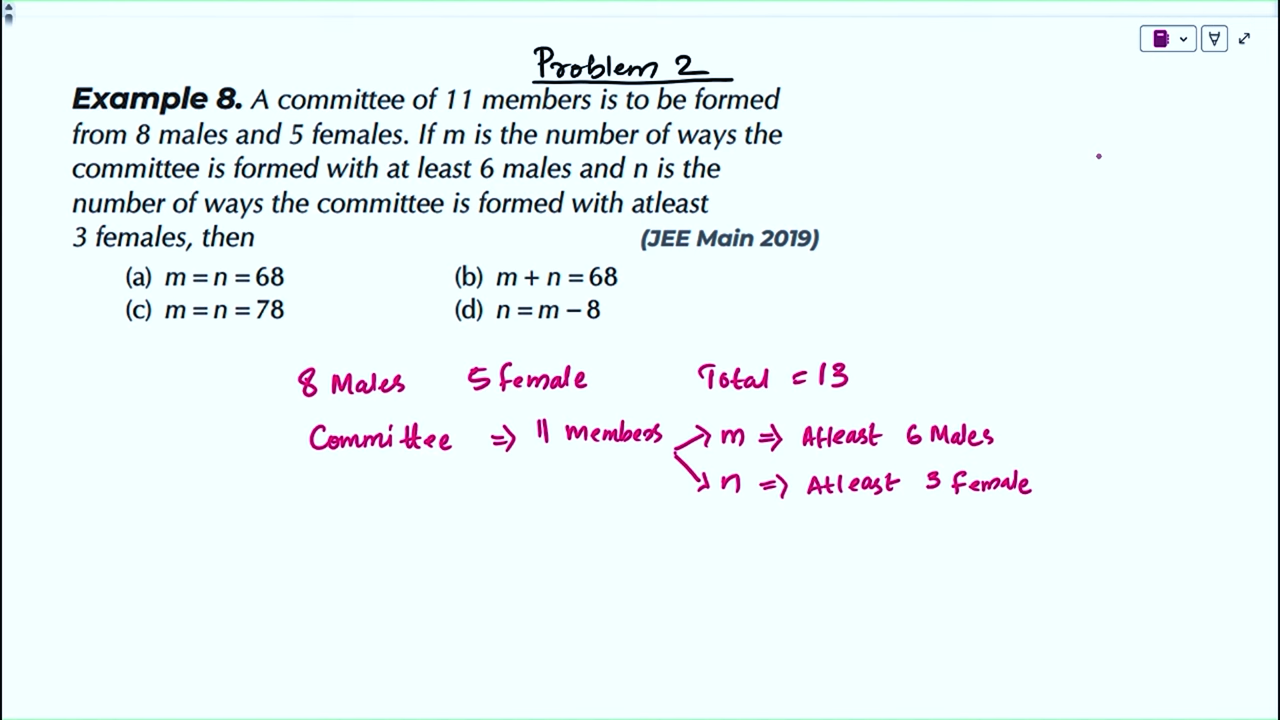 Problem 2
Example 8. A committee of 11 members is to be formed
from 8 males and 5 females. If m is the number of ways the
committee is formed with at least 6 males and n is the
number of ways the committee is formed with atleast
3 females, then (JEE Main 2019)
(a) m = n = 68 (b) m + n = 68
(c) m = n = 78 (d) n = m − 8
8 Males 5 female Total = 13
Committee => 11 members m => Atleast 6 Males
n => Atleast 3 female